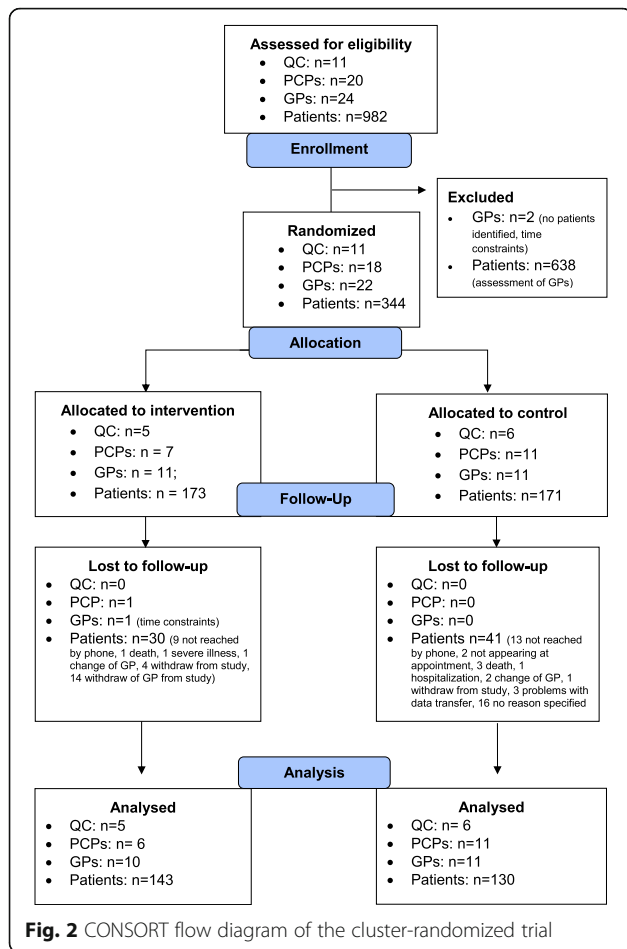 Assessed for eligibility
• QC: n=11
• PCPs: n=20
• GPs: n=24
• Patients: n=982
Enrollment
Excluded
• GPs: n=2 (no patients
identified, time
constraints)
• Patients: n=638
(assessment of GPs)
Randomized
• QC: n=11
• PCPs: n=18
• GPs: n=22
• Patients: n=344
Allocation
Allocated to intervention
• QC: n=5
• PCPs: n = 7
• GPs: n = 11;
• Patients: n = 173
Allocated to control
• QC: n=6
• PCPs: n=11
• GPs: n=11
• Patients: n=171
Follow-Up
Lost to follow-up
• QC: n=0
• PCP: n=1
• GPs: n=1 (time constraints)
• Patients: n=30 (9 not reached
by phone, 1 death, 1 severe illness, 1
change of GP, 4 withdraw from study,
14 withdraw of GP from study)
Lost to follow-up
• QC: n=0
• PCP: n=0
• GPs: n=0
• Patients n=41 (13 not reached
by phone, 2 not appearing at
appointment, 3 death, 1
hospitalization, 2 change of GP, 1
withdraw from study, 3 problems with
data transfer, 16 no reason specified
Analysis
Analysed
• QC: n=5
• PCPs: n= 6
• GPs: n=10
• Patients: n=143
Analysed
• QC: n= 6
• PCPs: n=11
• GPs: n=11
• Patients: n=130
Fig. 2 CONSORT flow diagram of the cluster-randomized trial